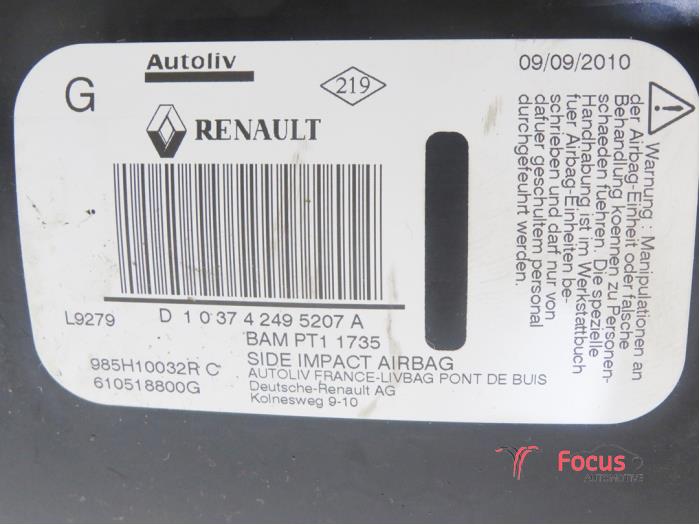 Autoliv
09/09/2010
G
219
RENAULT
L9279
D 1 0 37 4 249 5207 A
BAM PT1 1735
985H10032R C
SIDE IMPACT AIRBAG
610518800G
AUTOLIV FRANCE-LIVBAG PONT DE BUIS
Deutsche-Renault AG
Kolnesweg 9-10
Warnung : Manipulationen an
der Airbag-Einheit oder falsche
Behandlung koennen zu Personen-
schaeden fuehren. Die spezielle
Handhabung ist im Werkstattbuch
fuer Airbag-Einheiten be-
schrieben und darf nur von
dafuer geschultem personal
durchgefeuhrt werden.
Focus
AUTOMOTIVE